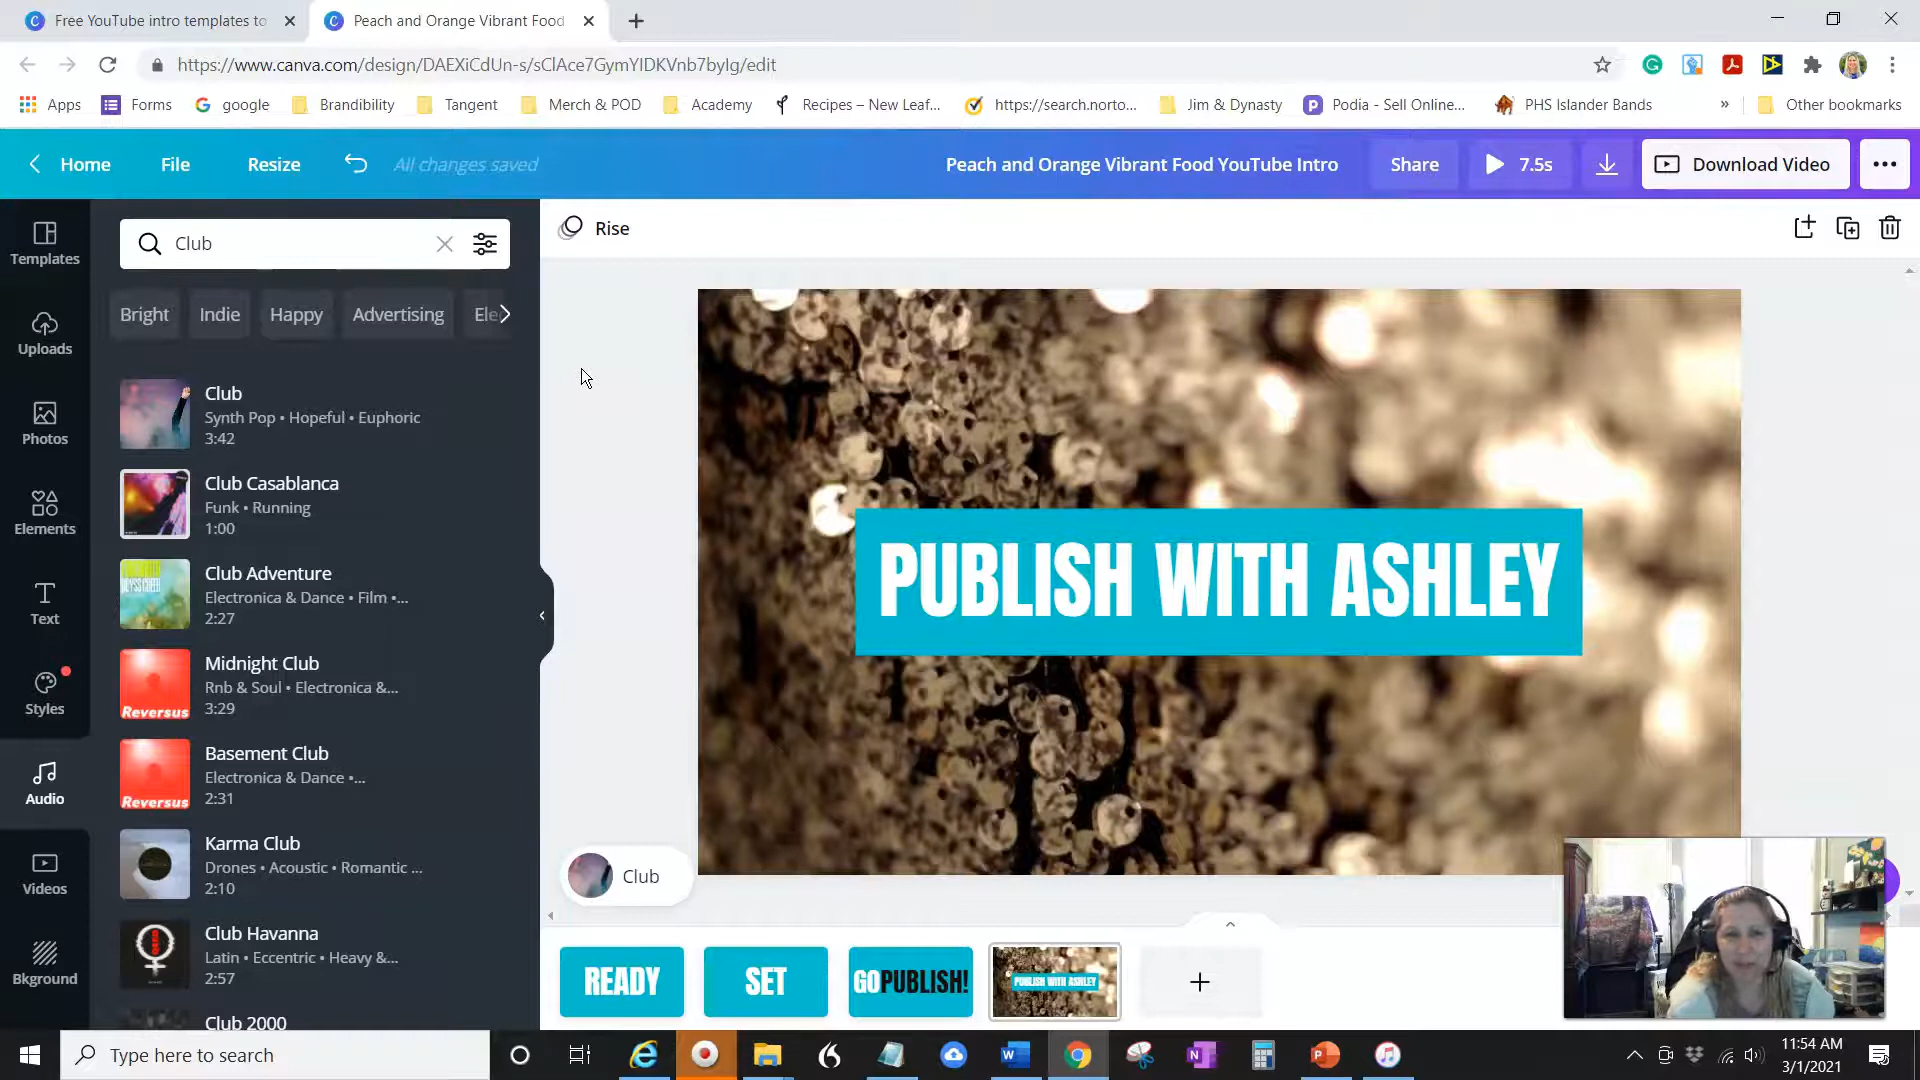 Free YouTube intro templates to
Peach and Orange Vibrant Food
https://www.canva.com/design/DAEXiCdUn-s/sClAce7GymYIDKVnb7byIg/edit
Apps
Forms
google
Brandibility
Tangent
Merch & POD
Academy
Recipes – New Leaf...
https://search.norto...
Jim & Dynasty
Podia - Sell Online...
PHS Islander Bands
»
Other bookmarks
Home
File
Resize
All changes saved
Peach and Orange Vibrant Food YouTube Intro
Share
7.5s
Download Video
Templates
Uploads
Photos
Elements
Text
Styles
Audio
Videos
Bkground
Club
Bright
Indie
Happy
Advertising
Ele
Club
Synth Pop • Hopeful • Euphoric
3:42
Club Casablanca
Funk • Running
1:00
Club Adventure
Electronica & Dance • Film •...
2:27
Midnight Club
Rnb & Soul • Electronica &...
3:29
Reversus
Basement Club
Electronica & Dance •...
2:31
Reversus
Karma Club
Drones • Acoustic • Romantic ...
2:10
Club Havanna
Latin • Eccentric • Heavy &...
2:57
Club 2000
Rise
PUBLISH WITH ASHLEY
Club
READY
SET
GOPUBLISH!
PUBLISH WITH ASHLEY
Type here to search
11:54 AM
3/1/2021